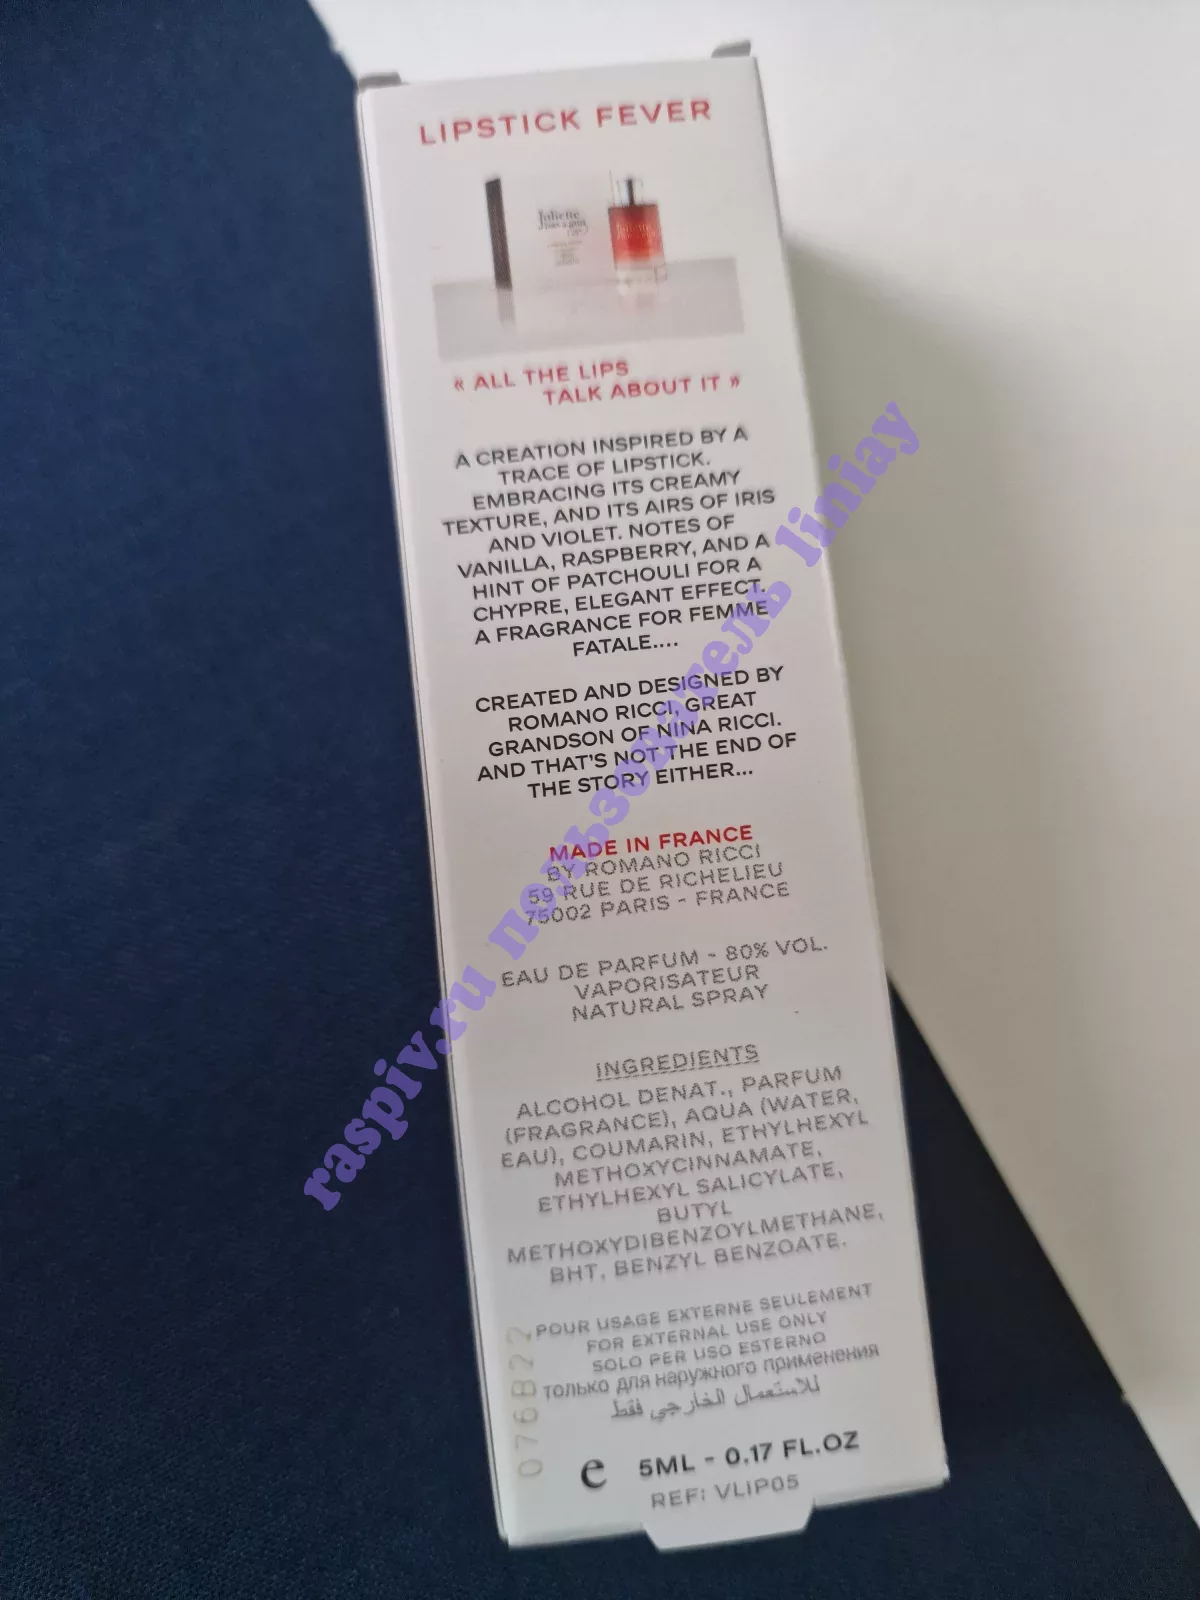 LIPSTICK FEVER
Juliette
has a gun
Juliette
« ALL THE LIPS
TALK ABOUT IT »
A CREATION INSPIRED BY A
TRACE OF LIPSTICK.
EMBRACING ITS CREAMY
TEXTURE, AND ITS AIRS OF IRIS
AND VIOLET. NOTES OF
VANILLA, RASPBERRY, AND A
HINT OF PATCHOULI FOR A
CHYPRE, ELEGANT EFFECT.
A FRAGRANCE FOR FEMME
FATALE....
CREATED AND DESIGNED BY
ROMANO RICCI, GREAT
GRANDSON OF NINA RICCI.
AND THAT'S NOT THE END OF
THE STORY EITHER...
MADE IN FRANCE
BY ROMANO RICCI
59 RUE DE RICHELIEU
75002 PARIS - FRANCE
EAU DE PARFUM - 80% VOL.
VAPORISATEUR
NATURAL SPRAY
INGREDIENTS
ALCOHOL DENAT., PARFUM
(FRAGRANCE), AQUA (WATER,
EAU), COUMARIN, ETHYLHEXYL
METHOXYCINNAMATE,
ETHYLHEXYL SALICYLATE,
BUTYL
METHOXYDIBENZOYLMETHANE,
BHT, BENZYL BENZOATE.
POUR USAGE EXTERNE SEULEMENT
FOR EXTERNAL USE ONLY
SOLO PER USO ESTERNO
только для наружного применения
للاستعمال الخارجي فقط
076B22
e 5ML - 0.17 FL.OZ
REF: VLIP05
raspiv.ru пользователь liniay